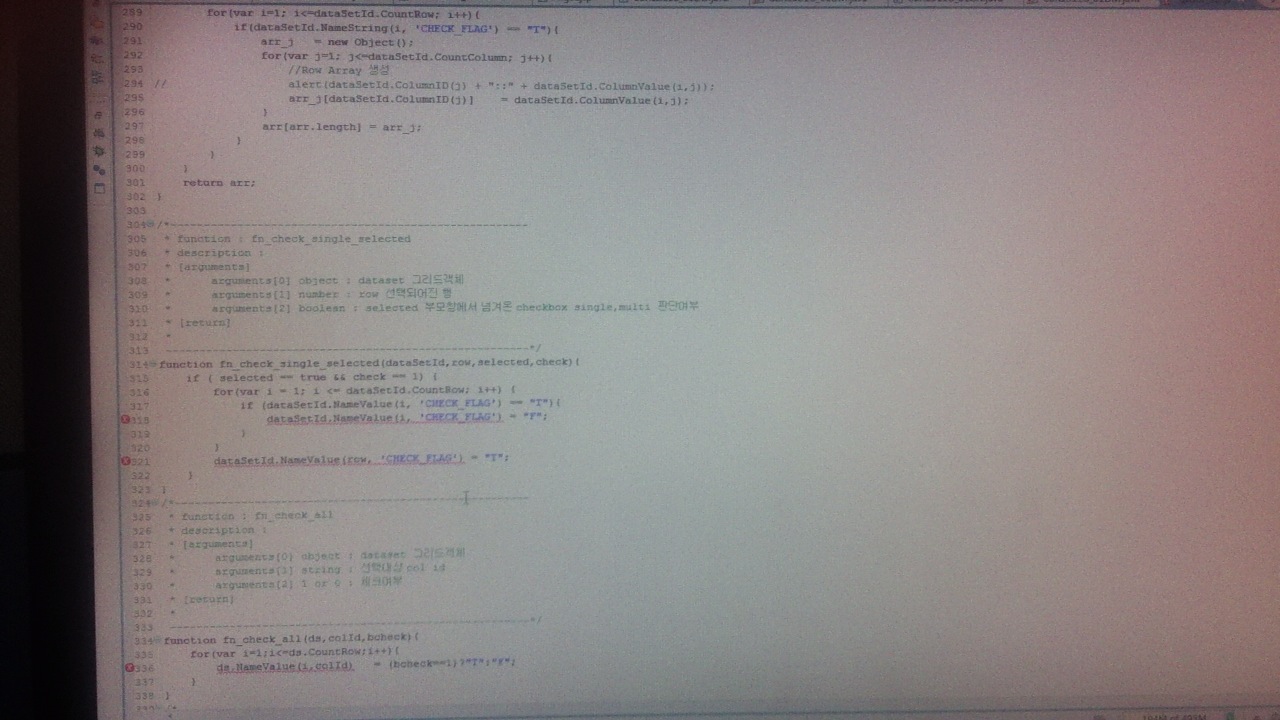 289 for(var i=1; i<=dataSetId.CountRow; i++){
290 if(dataSetId.NameString(i, 'CHECK_FLAG') == "T"){
291 arr_j = new Object();
292 for(var j=1; j<=dataSetId.CountColumn; j++){
293 //Row Array 생성
294 // alert(dataSetId.ColumnID(j) + "::" + dataSetId.ColumnValue(i,j));
295 arr_j[dataSetId.ColumnID(j)] = dataSetId.ColumnValue(i,j);
296 }
297 arr[arr.length] = arr_j;
298 }
299 }
300 }
301 return arr;
302 }
303
304 /*-----------------------------------------------------
305 * function : fn_check_single_selected
306 * description :
307 * [arguments]
308 * arguments[0] object : dataset 그리드객체
309 * arguments[1] number : row 선택되어진 행
310 * arguments[2] boolean : selected 부모창에서 넘겨온 checkbox single,multi 판단여부
311 * [return]
312 *
313 ------------------------------------------------------*/
314 function fn_check_single_selected(dataSetId,row,selected,check){
315 if ( selected == true && check == 1) {
316 for(var i = 1; i <= dataSetId.CountRow; i++) {
317 if (dataSetId.NameValue(i, 'CHECK_FLAG') == "T"){
318 dataSetId.NameValue(i, 'CHECK_FLAG') = "F";
319 }
320 }
321 dataSetId.NameValue(row, 'CHECK_FLAG') = "T";
322 }
323 }
324 /*-----------------------------------------------------
325 * function : fn_check_all
326 * description :
327 * [arguments]
328 * arguments[0] object : dataset 그리드객체
329 * arguments[1] string : 선택대상 col id
330 * arguments[2] 1 or 0 : 체크여부
331 * [return]
332 *
333 ------------------------------------------------------*/
334 function fn_check_all(ds,colId,bcheck){
335 for(var i=1;i<=ds.CountRow;i++){
336 ds.NameValue(i,colId) = (bcheck==1)?"T":"F";
337 }
338 }
339 /*